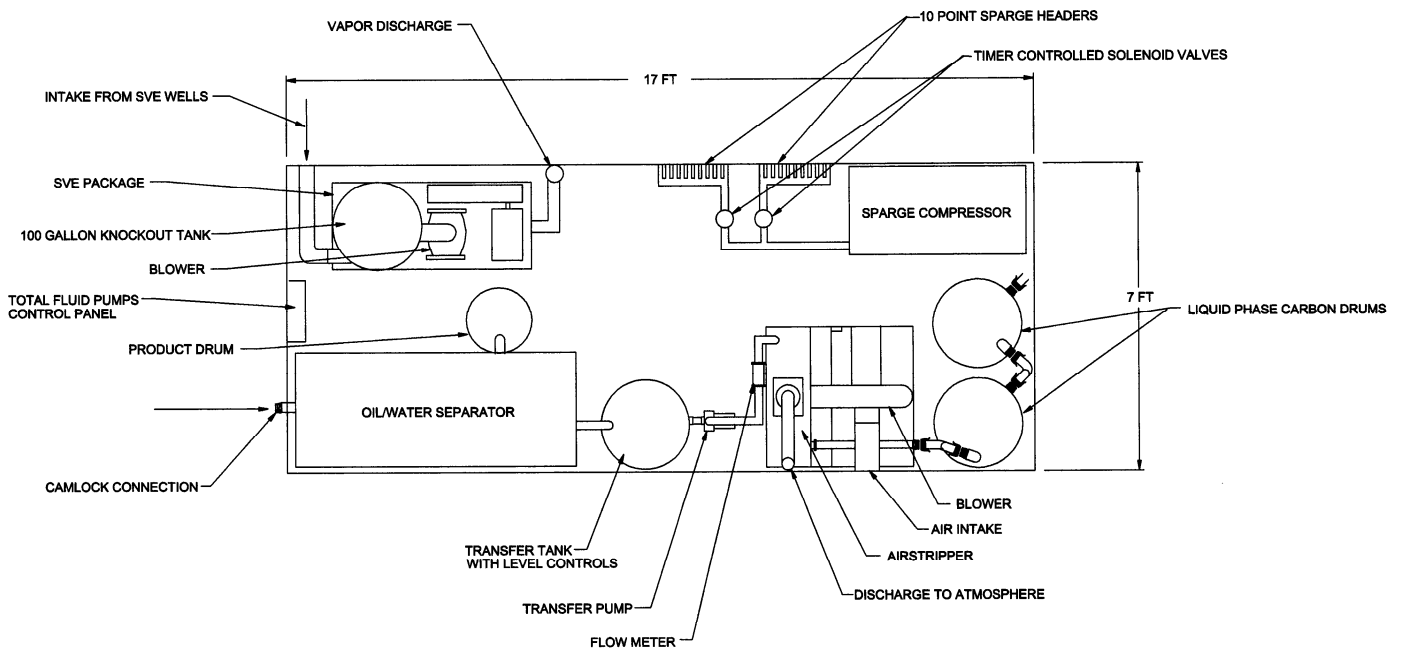 10 POINT SPARGE HEADERS
VAPOR DISCHARGE
TIMER CONTROLLED SOLENOID VALVES
17 FT
INTAKE FROM SVE WELLS
SVE PACKAGE
SPARGE COMPRESSOR
100 GALLON KNOCKOUT TANK
BLOWER
TOTAL FLUID PUMPS
CONTROL PANEL
7 FT
LIQUID PHASE CARBON DRUMS
PRODUCT DRUM
OIL/WATER SEPARATOR
CAMLOCK CONNECTION
BLOWER
AIR INTAKE
TRANSFER TANK
WITH LEVEL CONTROLS
AIRSTRIPPER
DISCHARGE TO ATMOSPHERE
TRANSFER PUMP
FLOW METER